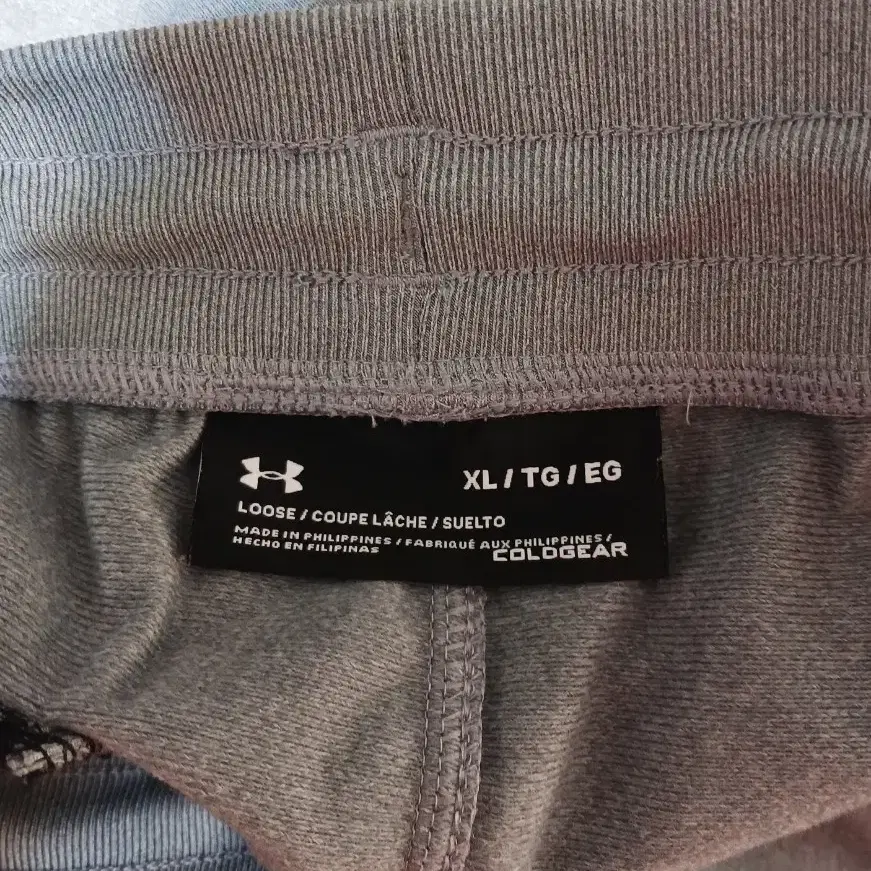 XL / TG / EG
LOOSE / COUPE LÂCHE / SUELTO
MADE IN PHILIPPINES / FABRIQUÉ AUX PHILIPPINES /
HECHO EN FILIPINAS
COLDGEAR